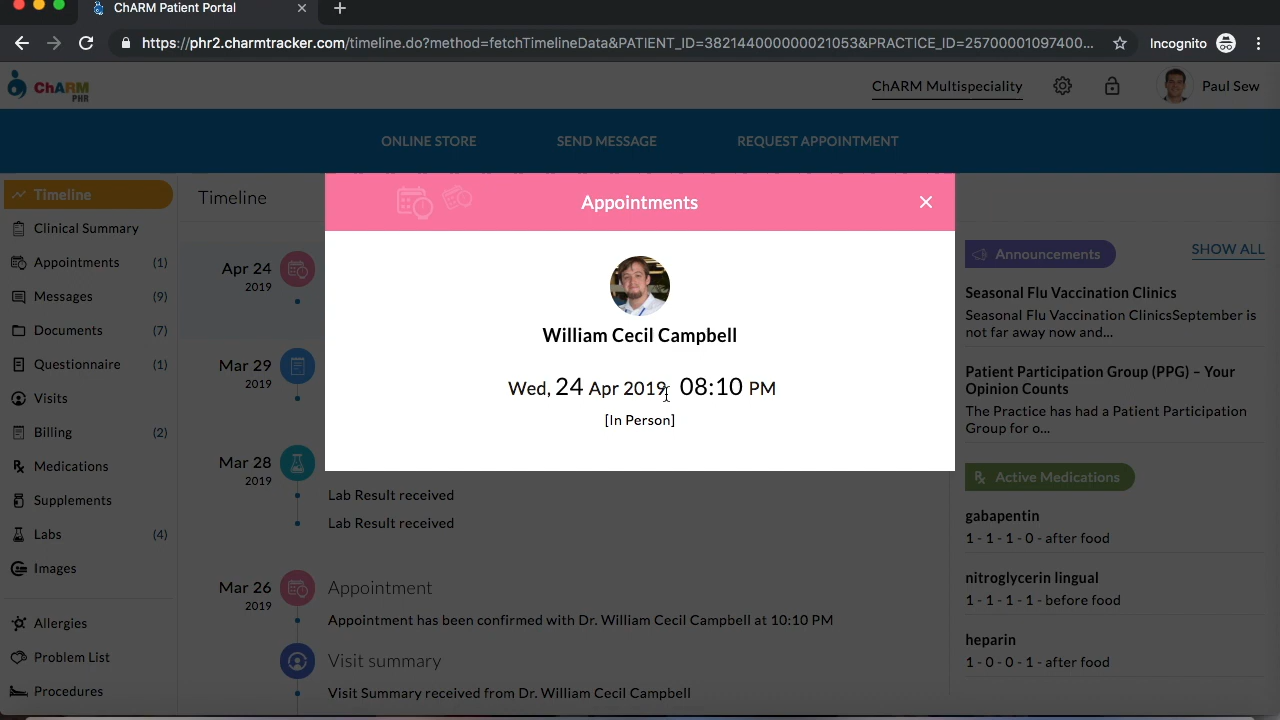 ChARM Patient Portal
https://phr2.charmtracker.com/timeline.do?method=fetchTimelineData&PATIENT_ID=382144000000021053&PRACTICE_ID=25700001097400...
Incognito
ChARM
PHR
ChARM Multispeciality
Paul Sew
ONLINE STORE
SEND MESSAGE
REQUEST APPOINTMENT
Timeline
Clinical Summary
Appointments (1)
Messages (9)
Documents (7)
Questionnaire (1)
Visits
Billing (2)
Medications
Supplements
Labs (4)
Images
Allergies
Problem List
Procedures
Timeline
Apr 24
2019
Mar 29
2019
Mar 28
2019
Lab Result received
Lab Result received
Mar 26
2019
Appointment
Appointment has been confirmed with Dr. William Cecil Campbell at 10:10 PM
Visit summary
Visit Summary received from Dr. William Cecil Campbell
Appointments
William Cecil Campbell
Wed, 24 Apr 2019, 08:10 PM
[In Person]
Announcements
SHOW ALL
Seasonal Flu Vaccination Clinics
Seasonal Flu Vaccination ClinicsSeptember is
not far away now and...
Patient Participation Group (PPG) – Your
Opinion Counts
The Practice has had a Patient Participation
Group for o...
Active Medications
gabapentin
1 - 1 - 1 - 0 - after food
nitroglycerin lingual
1 - 1 - 1 - 1 - before food
heparin
1 - 0 - 0 - 1 - after food